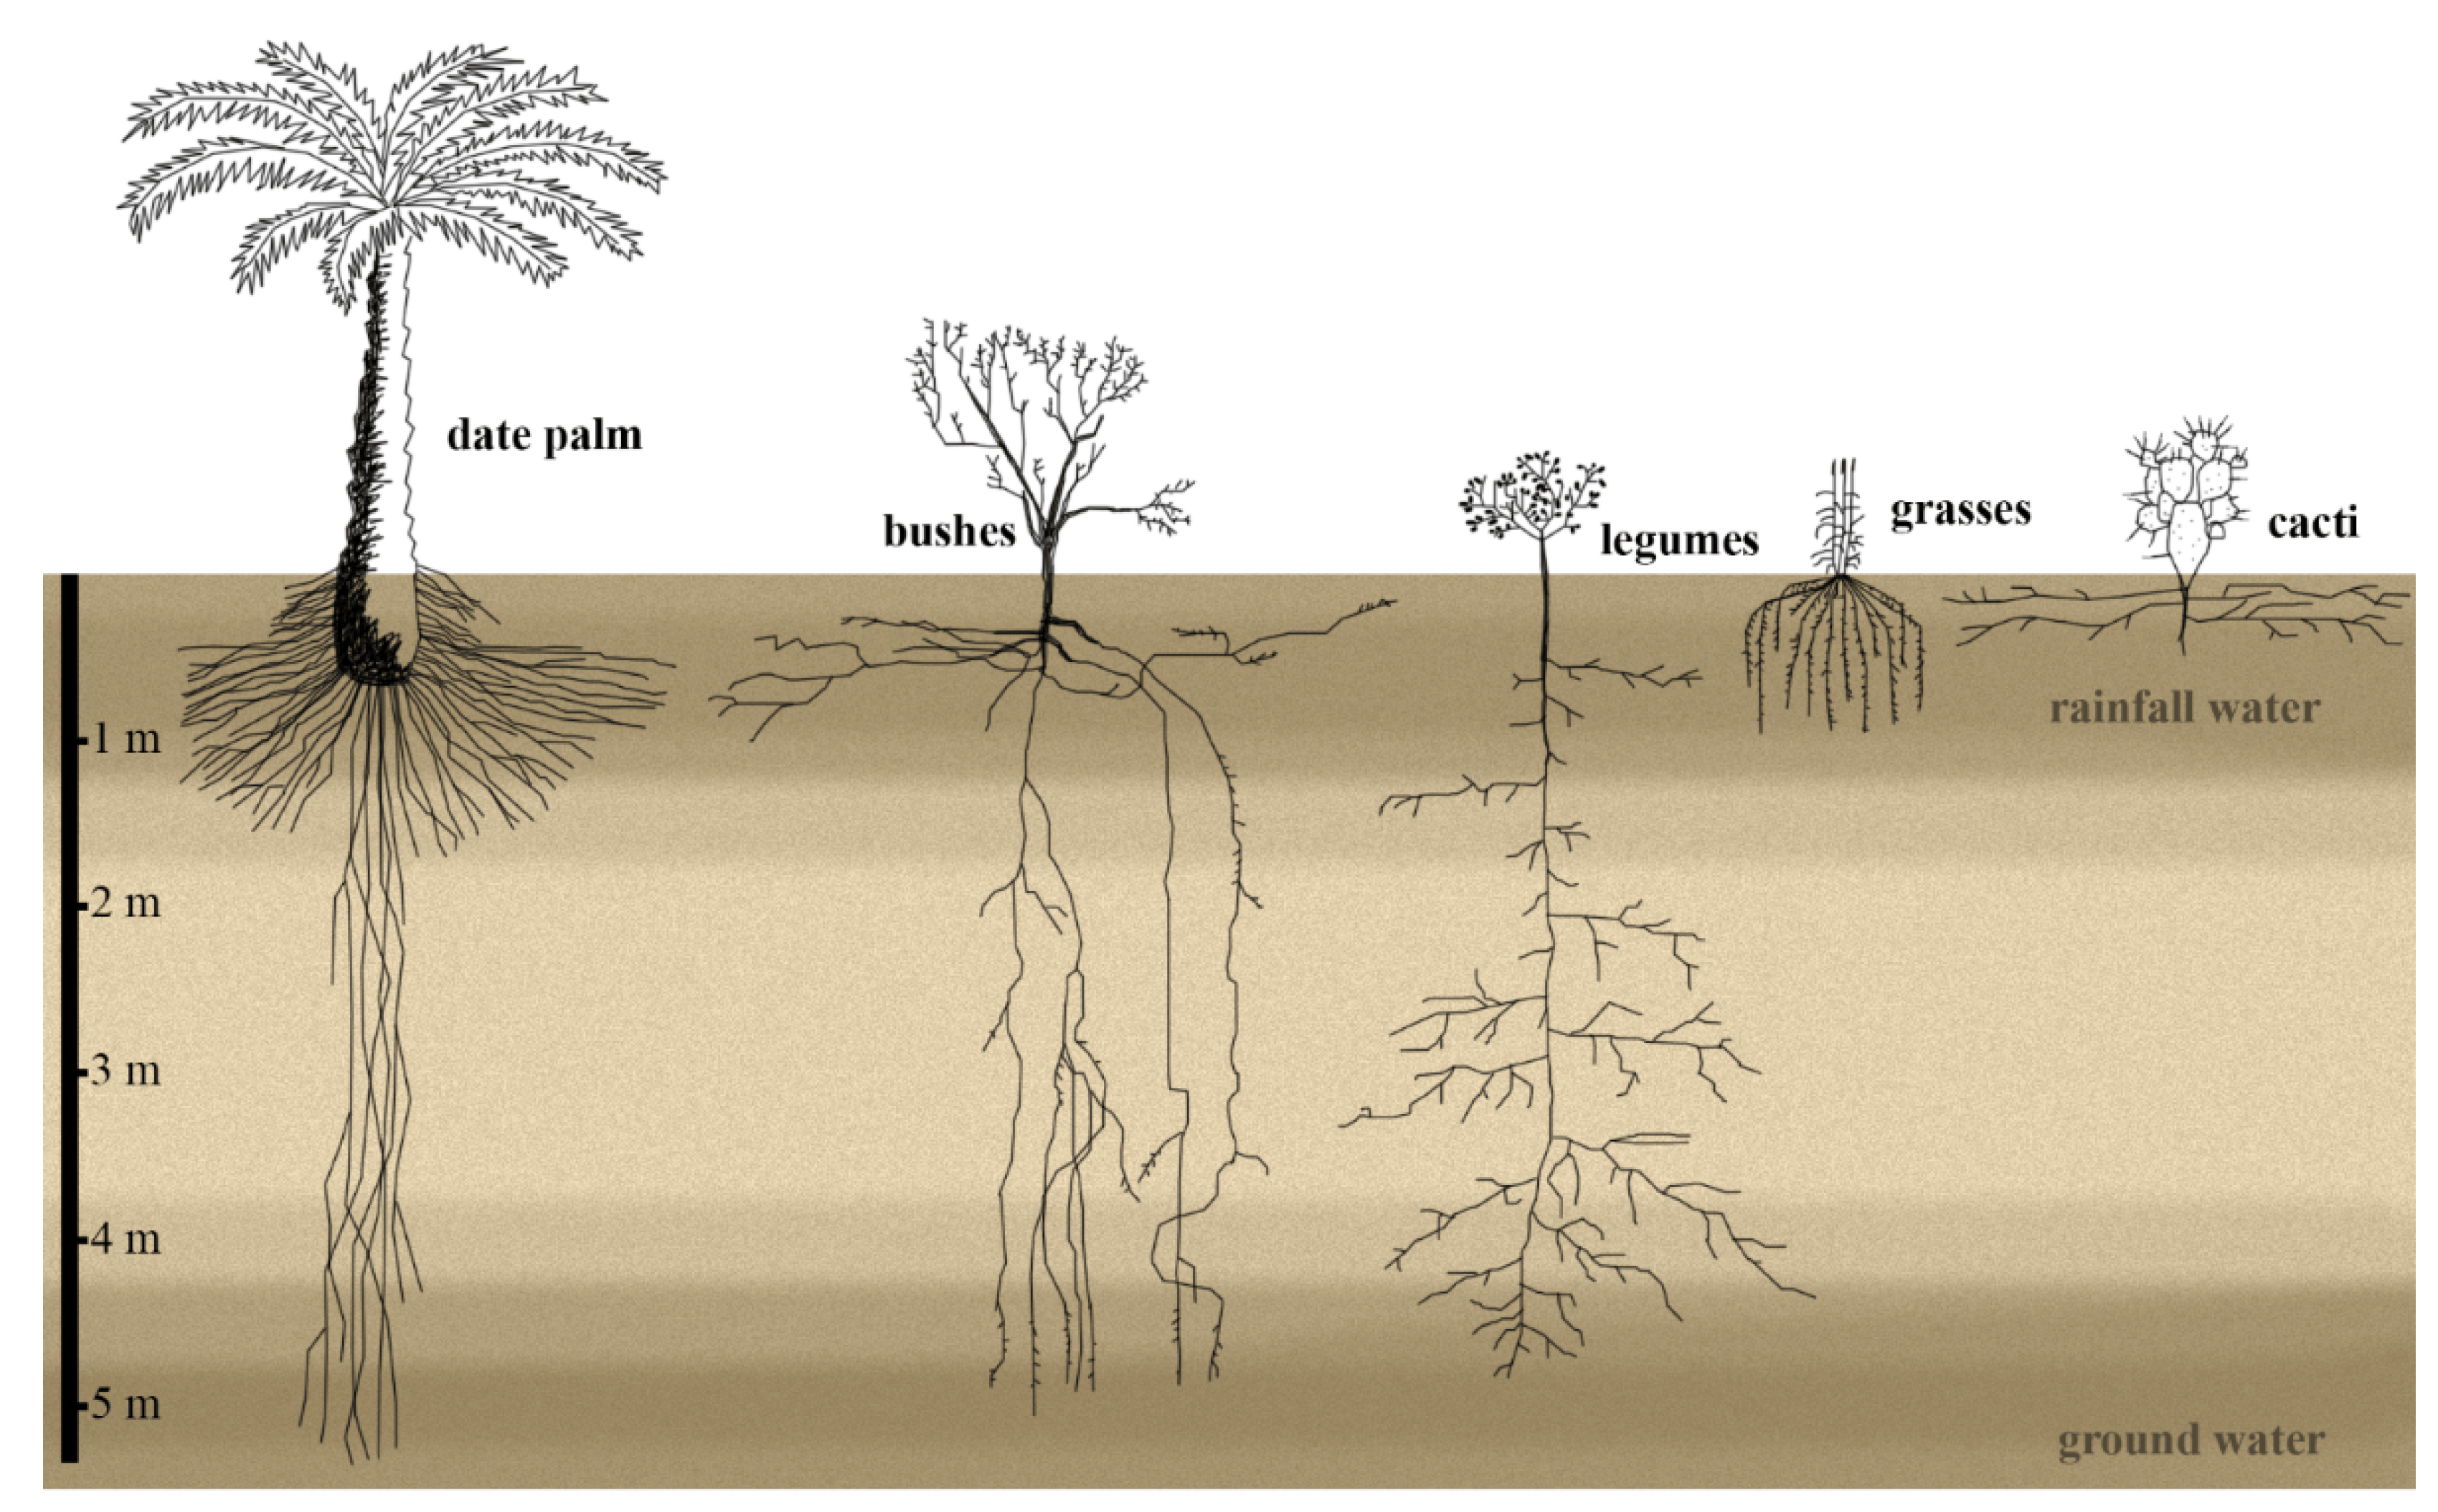 date palm
bushes
legumes
grasses
cacti
1 m
rainfall water
2 m
3 m
4 m
5 m
ground water